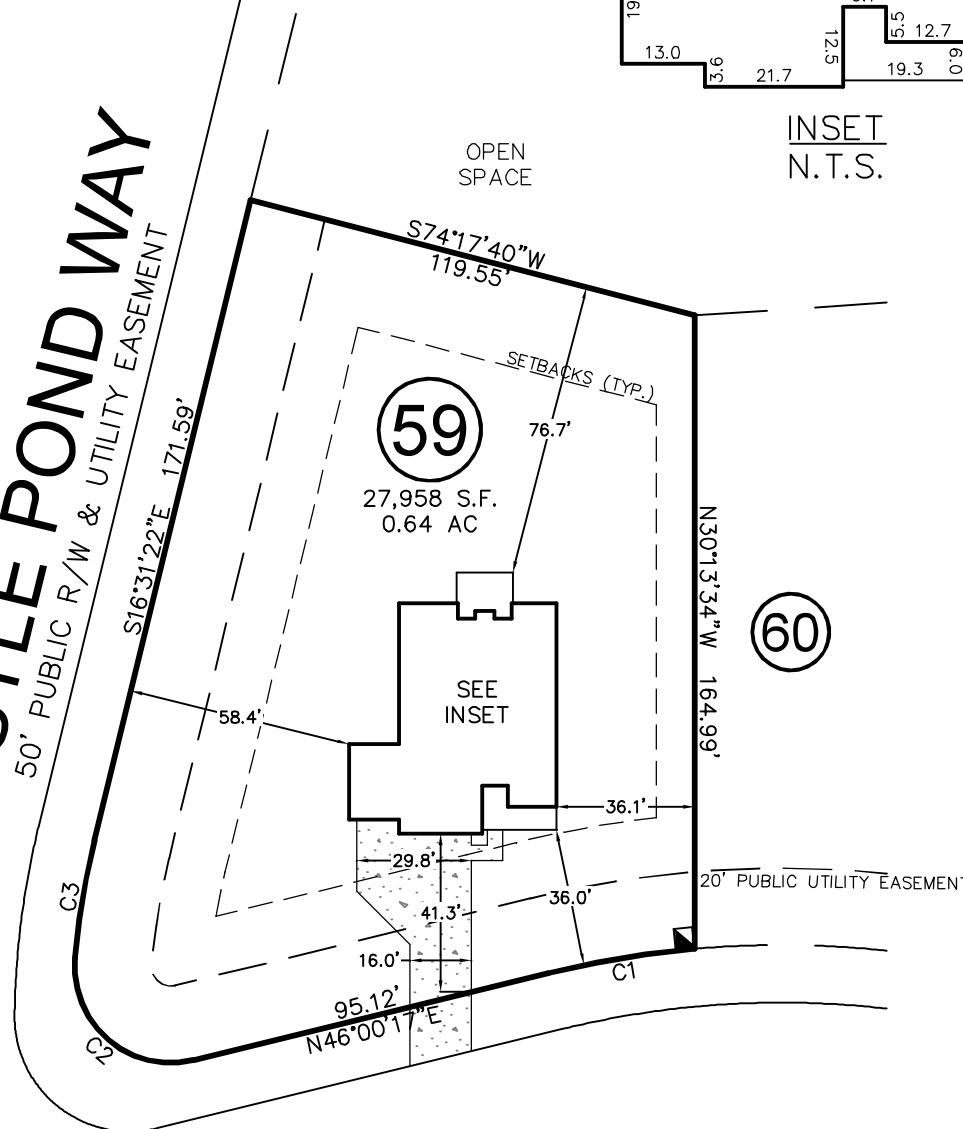 19
13.0
3.6
21.7
12.5
5.5
12.7
19.3
6.0
INSET
N.T.S.
OPEN
SPACE
POND WAY
50' PUBLIC R/W & UTILITY EASEMENT
S74°17'40"W
119.55'
SETBACKS (TYP.)
76.7'
59
27,958 S.F.
0.64 AC
S16°31'22"E 171.59'
N30°13'34"W 164.99'
60
SEE
INSET
58.4'
36.1'
29.8'
41.3'
36.0'
16.0'
20' PUBLIC UTILITY EASEMENT
C3
C1
C2
95.12'
N46°00'17"E